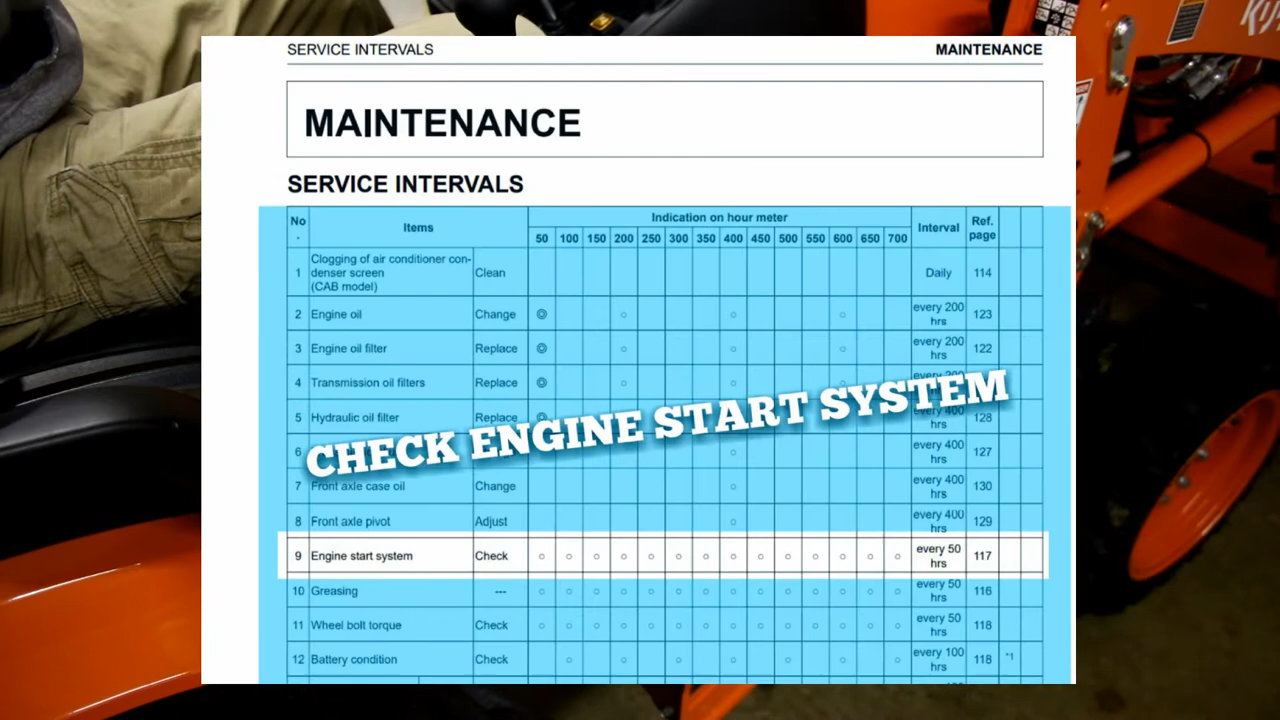 SERVICE INTERVALS MAINTENANCE
MAINTENANCE
SERVICE INTERVALS
No. Items Indication on hour meter Interval Ref. page
50 100 150 200 250 300 350 400 450 500 550 600 650 700
1 Clogging of air conditioner con-
denser screen
(CAB model) Clean Daily 114
2 Engine oil Change ◎ ○ ○ ○ every 200 hrs 123
3 Engine oil filter Replace ◎ ○ ○ ○ every 200 hrs 122
4 Transmission oil filters Replace ◎ ○ ○ ○ every 200 hrs
5 Hydraulic oil filter Replace ◎ every 400 hrs 128
CHECK ENGINE START SYSTEM
6 ○ every 400 hrs 127
7 Front axle case oil Change ○ every 400 hrs 130
8 Front axle pivot Adjust ○ every 400 hrs 129
9 Engine start system Check ○ ○ ○ ○ ○ ○ ○ ○ ○ ○ ○ ○ ○ ○ every 50 hrs 117
10 Greasing --- ○ ○ ○ ○ ○ ○ ○ ○ ○ ○ ○ ○ ○ ○ every 50 hrs 116
11 Wheel bolt torque Check ○ ○ ○ ○ ○ ○ ○ ○ ○ ○ ○ ○ ○ ○ every 50 hrs 118
12 Battery condition Check ○ ○ ○ ○ ○ ○ ○ every 100 hrs 118 *1